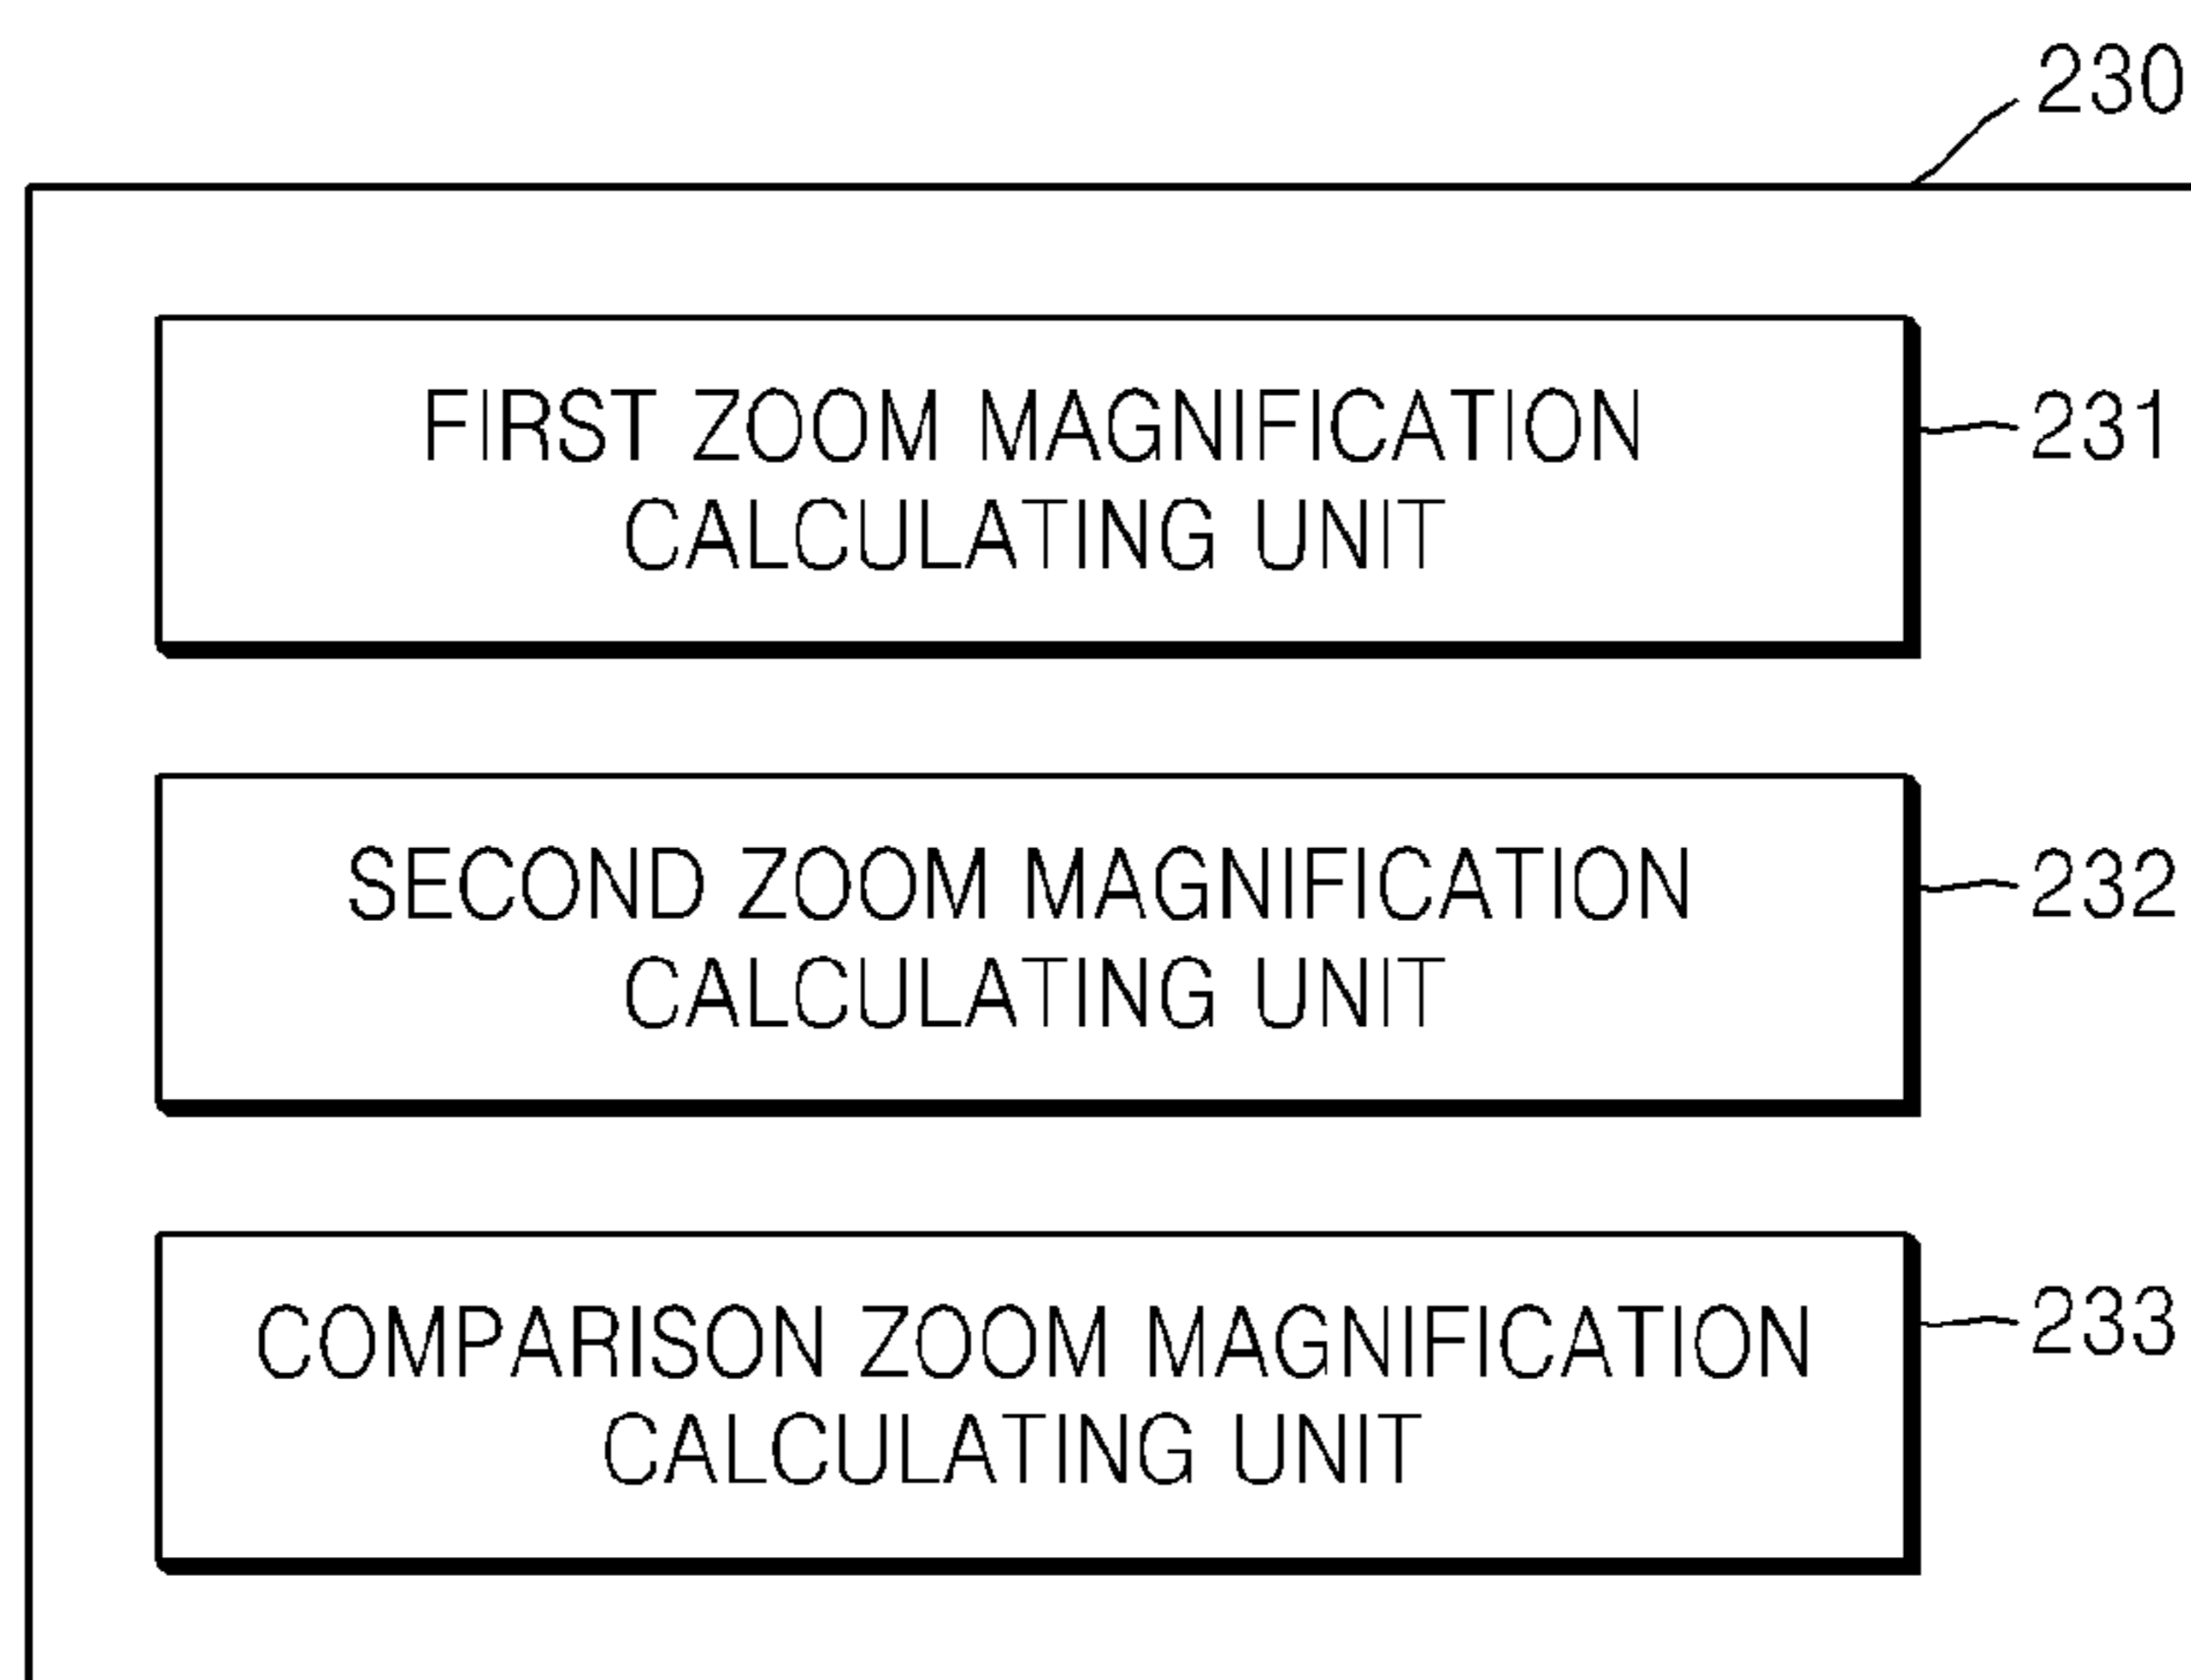 230
FIRST ZOOM MAGNIFICATION
CALCULATING UNIT
231
SECOND ZOOM MAGNIFICATION
CALCULATING UNIT
232
COMPARISON ZOOM MAGNIFICATION
CALCULATING UNIT
233